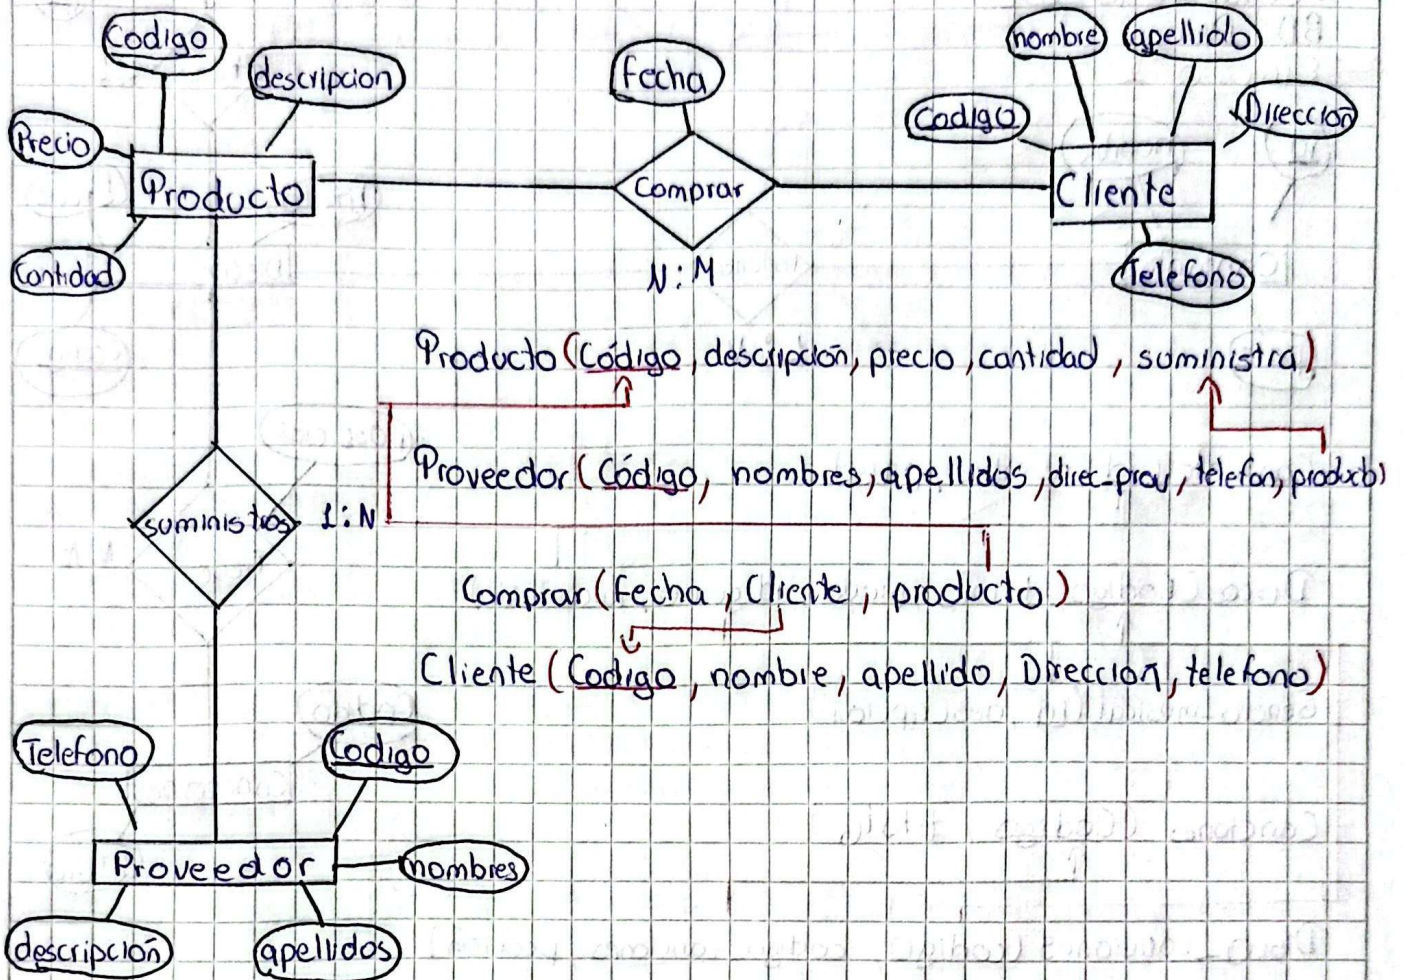 Codigo
descripcion
Fecha
nombre
apellido
Precio
Codigo
Dirección
Producto
Comprar
Cliente
Cantidad
N:M
Telefono
Producto (Código, descripción, precio, cantidad, suministra)
Proveedor (Código, nombres, apellidos, direc-prov, telefon, producto)
suministros
1:N
Comprar (Fecha, Cliente, producto)
Cliente (Codigo, nombre, apellido, Dirección, telefono)
Telefono
Codigo
Proveedor
nombres
descripción
apellidos